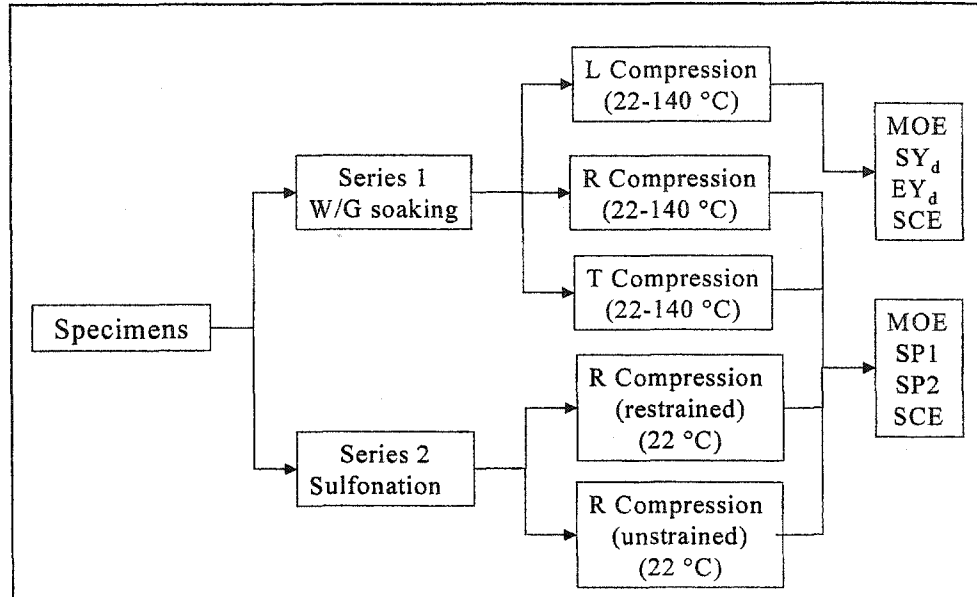 Specimens
Series 1
W/G soaking
Series 2
Sulfonation
L Compression
(22-140 °C)
R Compression
(22-140 °C)
T Compression
(22-140 °C)
R Compression
(restrained)
(22 °C)
R Compression
(unstrained)
(22 °C)
MOE
SYd
EYd
SCE
MOE
SP1
SP2
SCE